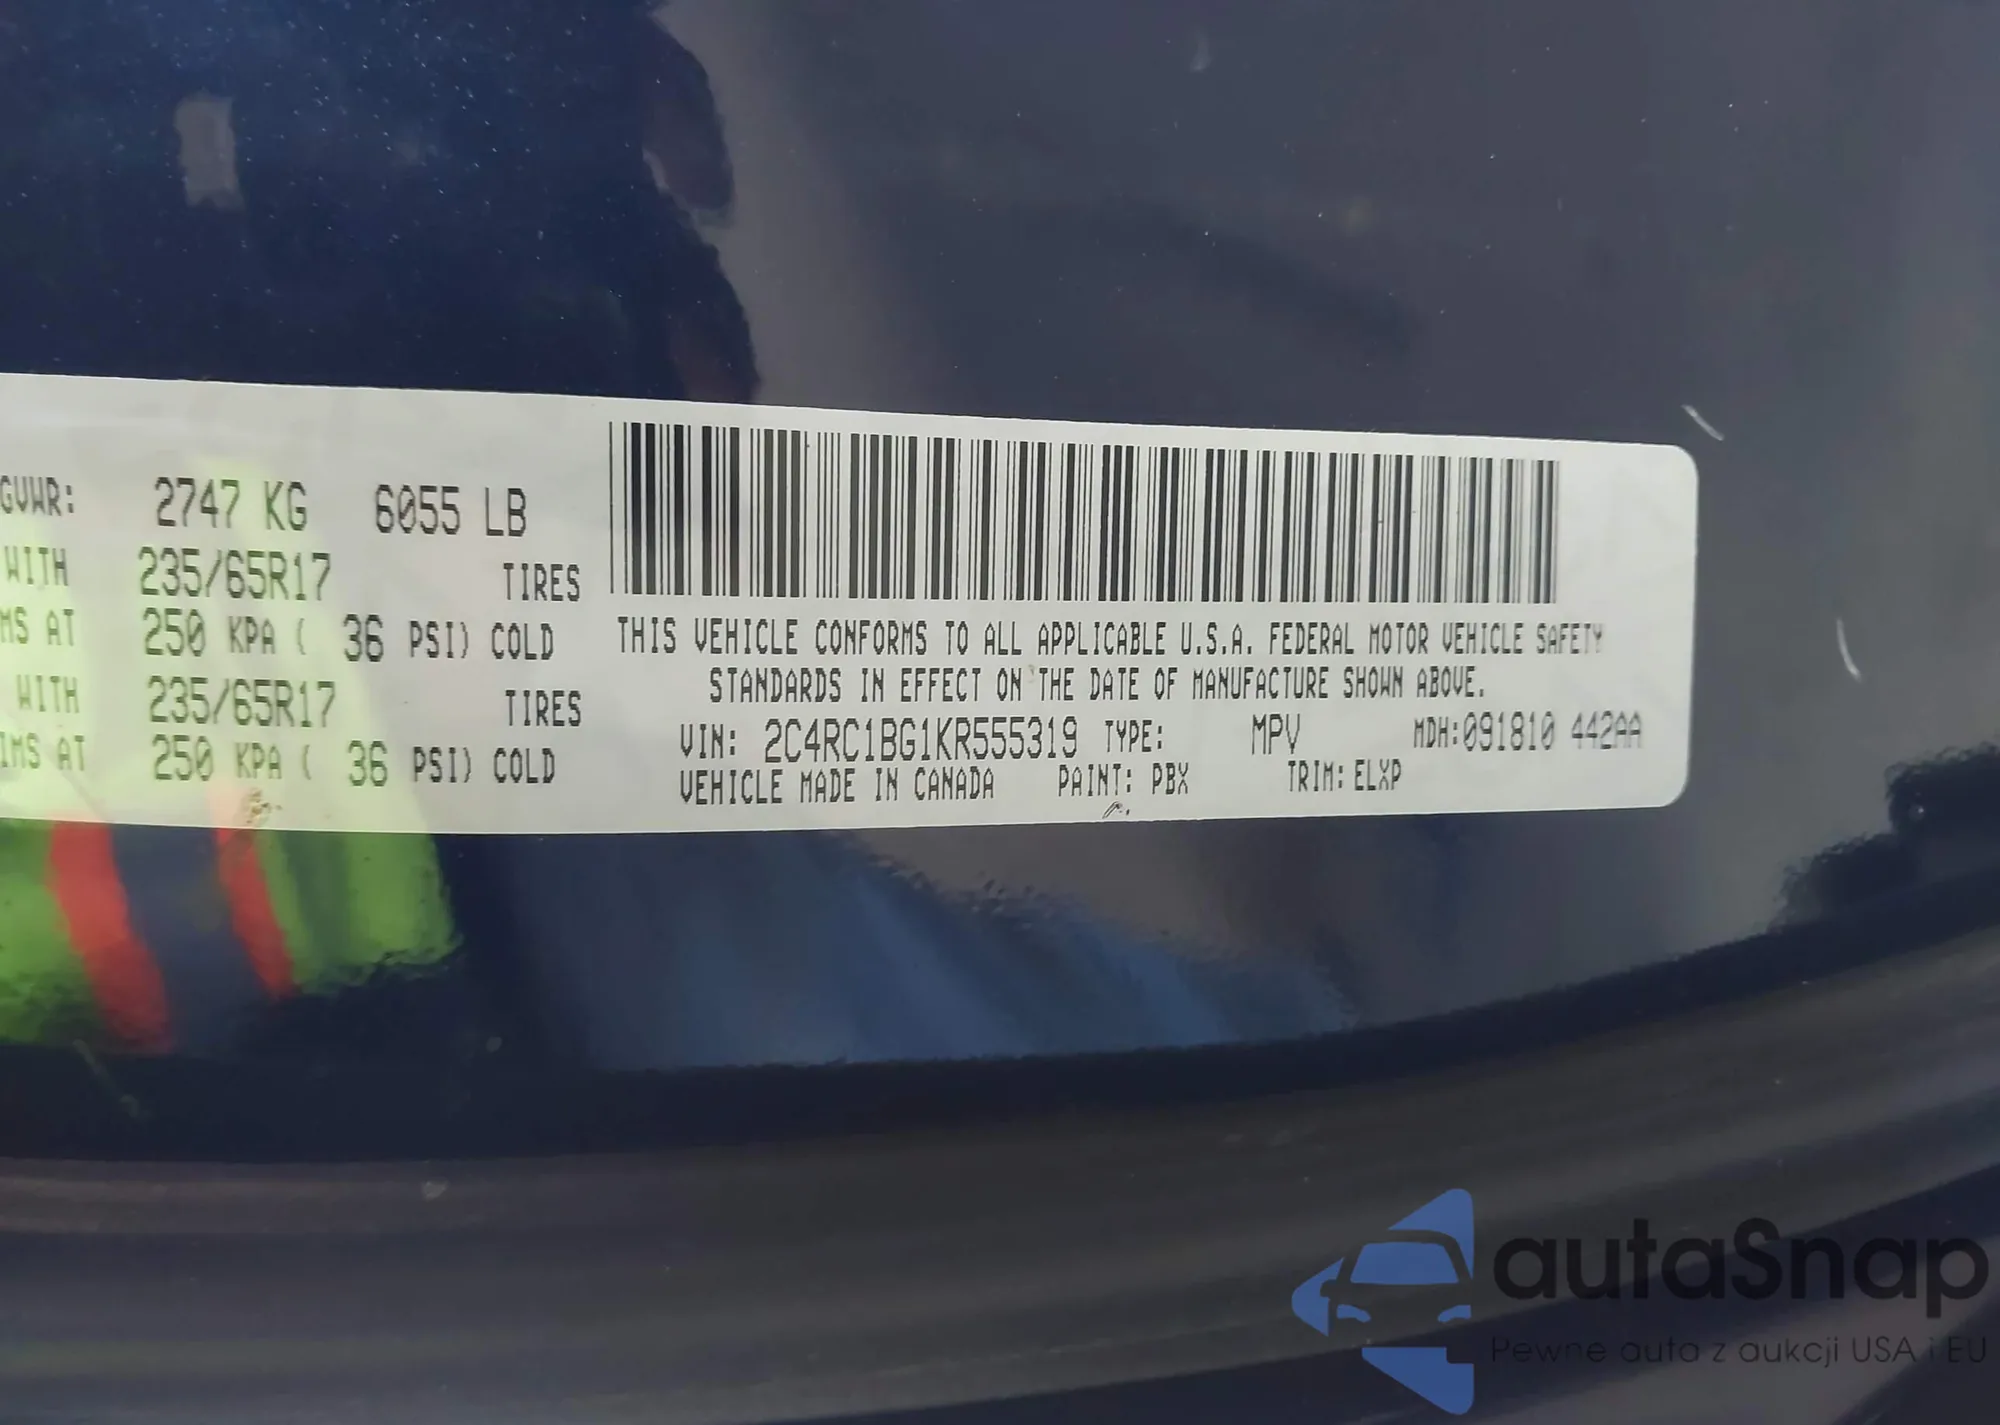 GVWR: 2747 KG 6055 LB
WITH 235/65R17 TIRES
IMS AT 250 KPA ( 36 PSI) COLD
WITH 235/65R17 TIRES
IMS AT 250 KPA ( 36 PSI) COLD
THIS VEHICLE CONFORMS TO ALL APPLICABLE U.S.A. FEDERAL MOTOR VEHICLE SAFETY
STANDARDS IN EFFECT ON THE DATE OF MANUFACTURE SHOWN ABOVE.
VIN: 2C4RC1BG1KR555319 TYPE: MPV MDH:091810 442AA
VEHICLE MADE IN CANADA PAINT: PBX TRIM: ELXP
autaSnap
Pewne auta z aukcji USA i EU